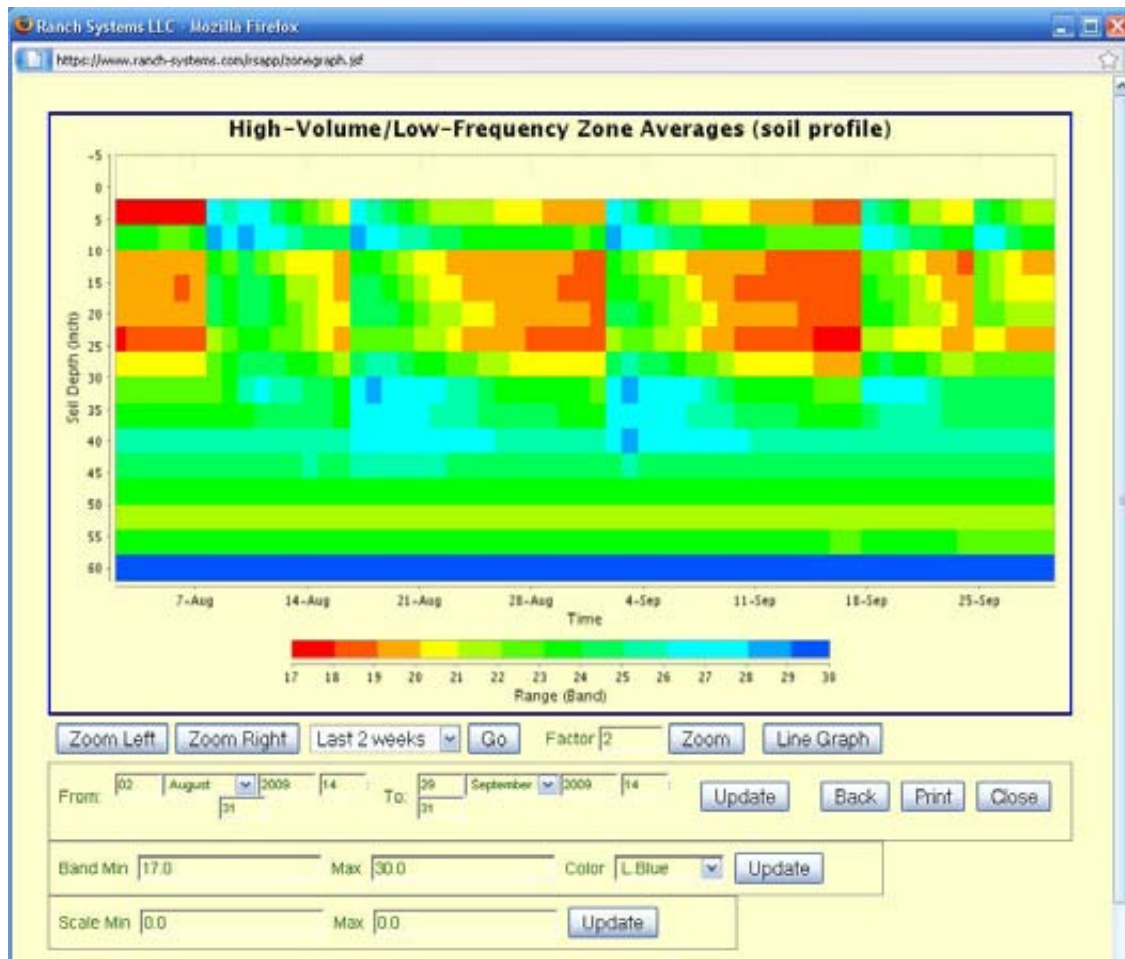 Ranch Systems LLC - Mozilla Firefox
https://www.ranch-systems.com/rsapp/zonegraph.jsf
High-Volume/Low-Frequency Zone Averages (soil profile)
-5
0
5
10
15
20
25
30
35
40
45
50
55
60
Soil Depth (Inch)
7-Aug 14-Aug 21-Aug 28-Aug 4-Sep 11-Sep 18-Sep 25-Sep
Time
17 18 19 20 21 22 23 24 25 26 27 28 29 30
Range (Band)
Zoom Left Zoom Right Last 2 weeks Go Factor 2 Zoom Line Graph
From: 02 August 2009 14 : 31 To: 29 September 2009 14 : 31 Update Back Print Close
Band Min 17.0 Max 30.0 Color L.Blue Update
Scale Min 0.0 Max 0.0 Update